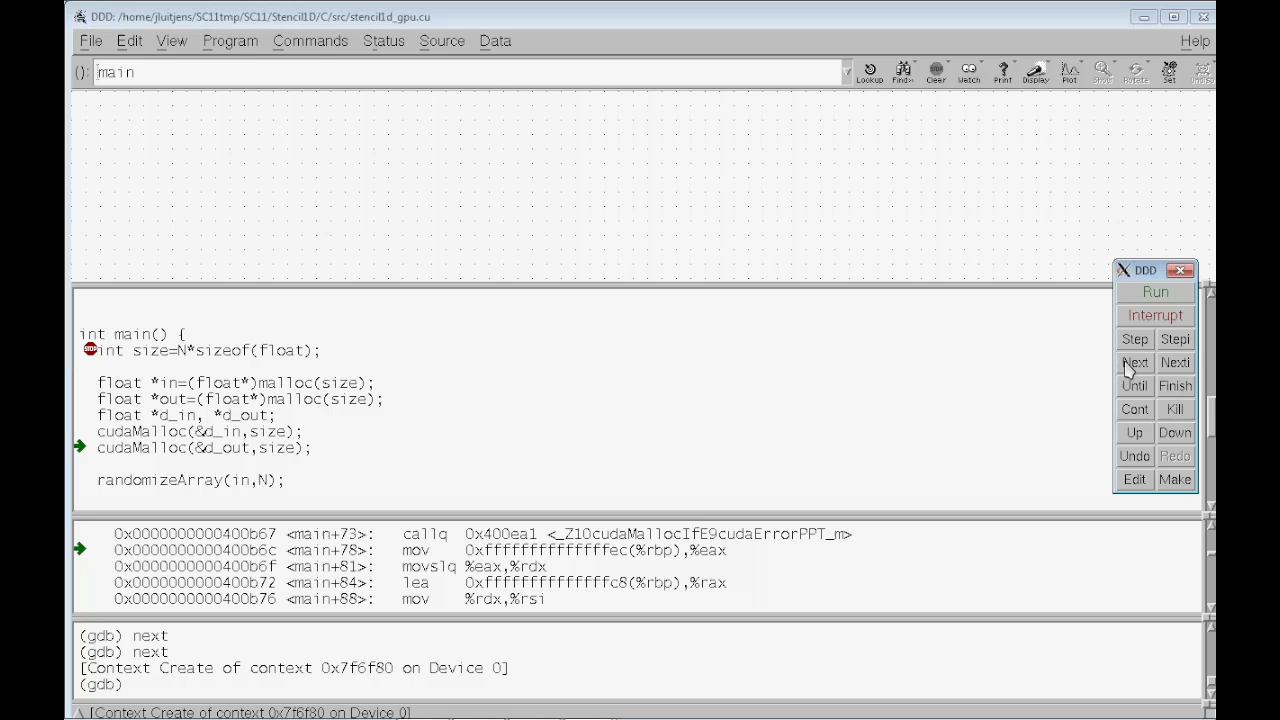 DDD: /home/jluitjens/SC11tmp/SC11/Stencil1D/C/src/stencil1d_gpu.cu
File Edit View Program Commands Status Source Data Help
(): main
Lookup Find» Clear Watch Print Display Plot Show Rotate Set Undisp
DDD
Run
Interrupt
Step Stepi
Next Nexti
Until Finish
Cont Kill
Up Down
Undo Redo
Edit Make
int main() {
STOP int size=N*sizeof(float);
float *in=(float*)malloc(size);
float *out=(float*)malloc(size);
float *d_in, *d_out;
cudaMalloc(&d_in,size);
cudaMalloc(&d_out,size);
randomizeArray(in,N);
0x0000000000400b67 <main+73>: callq 0x400ea1 <_Z10cudaMallocIfE9cudaErrorPPT_m>
0x0000000000400b6c <main+78>: mov 0xffffffffffffffec(%rbp),%eax
0x0000000000400b6f <main+81>: movslq %eax,%rdx
0x0000000000400b72 <main+84>: lea 0xffffffffffffffc8(%rbp),%rax
0x0000000000400b76 <main+88>: mov %rdx,%rsi
(gdb) next
(gdb) next
[Context Create of context 0x7f6f80 on Device 0]
(gdb)
[Context Create of context 0x7f6f80 on Device 0]